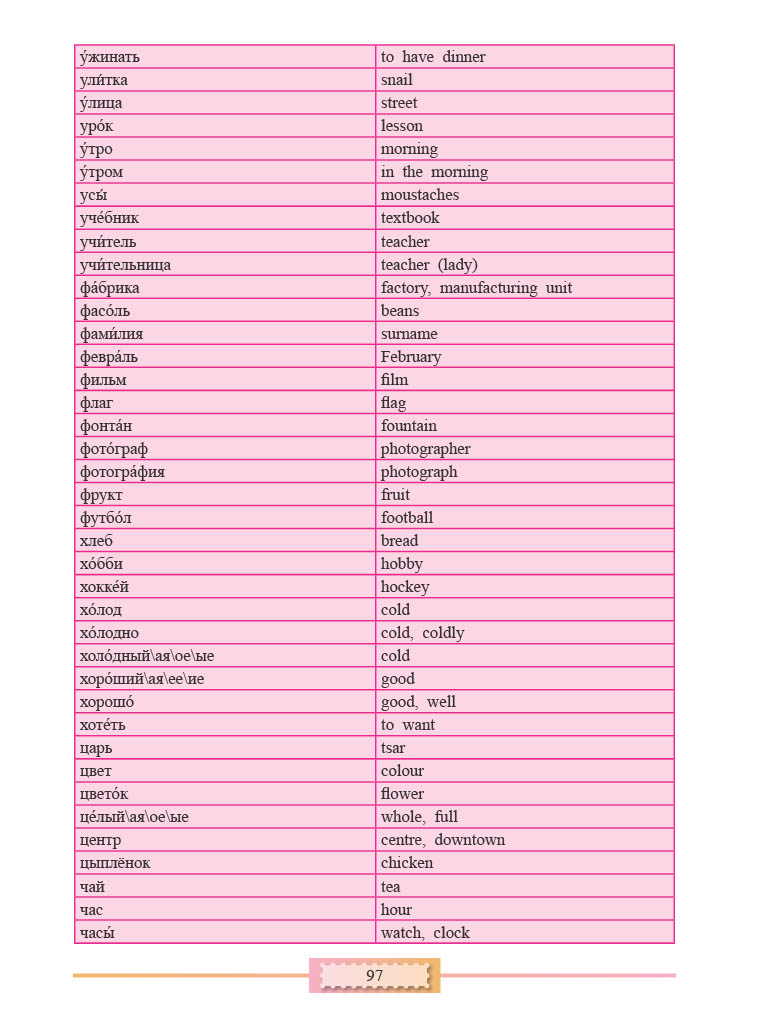 у́жинать to have dinner
ули́тка snail
у́лица street
уро́к lesson
у́тро morning
у́тром in the morning
усы́ moustaches
уче́бник textbook
учи́тель teacher
учи́тельница teacher (lady)
фа́брика factory, manufacturing unit
фасо́ль beans
фами́лия surname
февра́ль February
фильм film
флаг flag
фонта́н fountain
фото́граф photographer
фотогра́фия photograph
фрукт fruit
футбо́л football
хлеб bread
хо́бби hobby
хокке́й hockey
хо́лод cold
хо́лодно cold, coldly
холо́дный\ая\ое\ые cold
хоро́ший\ая\ее\ие good
хорошо́ good, well
хоте́ть to want
царь tsar
цвет colour
цвето́к flower
це́лый\ая\ое\ые whole, full
центр centre, downtown
цыплёнок chicken
чай tea
час hour
часы́ watch, clock
97